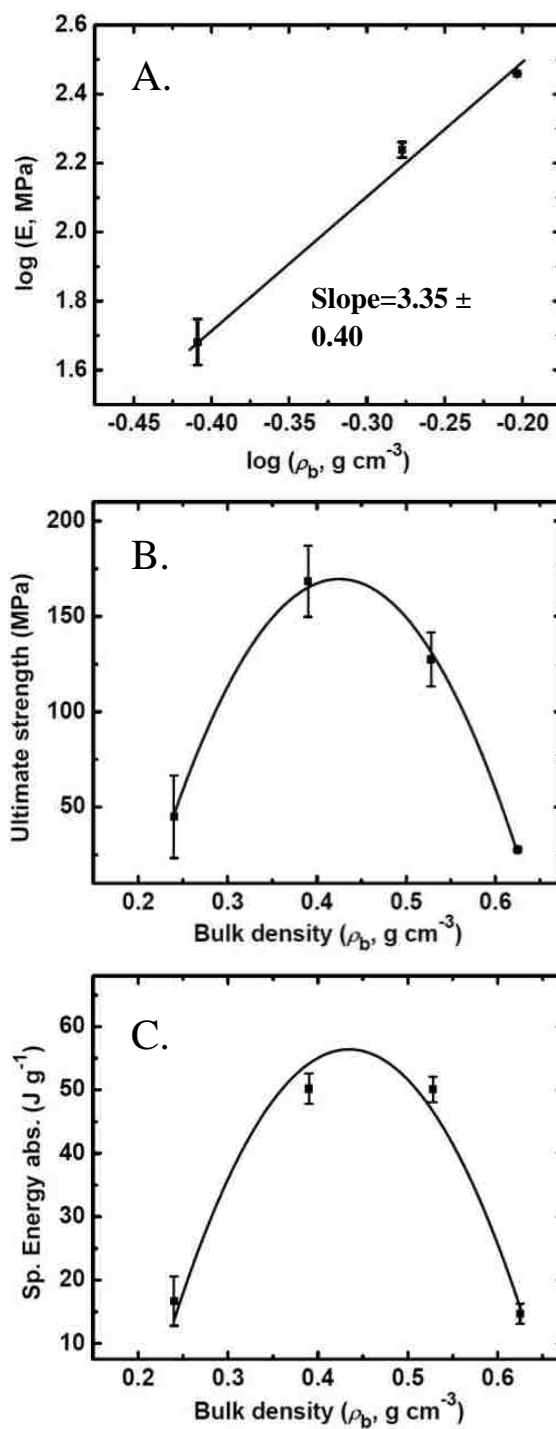 A.
2.6
2.4
2.2
2.0
1.8
1.6
log (E, MPa)
Slope=3.35 ±
0.40
-0.45 -0.40 -0.35 -0.30 -0.25 -0.20
log (ρb, g cm-3)
B.
200
150
100
50
Ultimate strength (MPa)
0.2 0.3 0.4 0.5 0.6
Bulk density (ρb, g cm-3)
C.
60
50
40
30
20
10
Sp. Energy abs. (J g-1)
0.2 0.3 0.4 0.5 0.6
Bulk density (ρb, g cm-3)